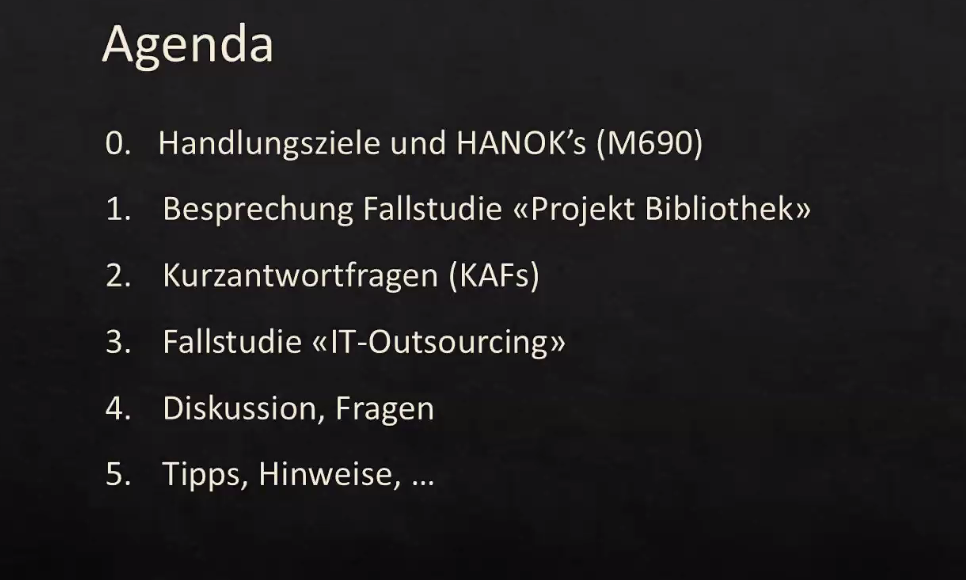 Agenda
0. Handlungsziele und HANOK’s (M690)
1. Besprechung Fallstudie «Projekt Bibliothek»
2. Kurzantwortfragen (KAFs)
3. Fallstudie «IT-Outsourcing»
4. Diskussion, Fragen
5. Tipps, Hinweise, ...